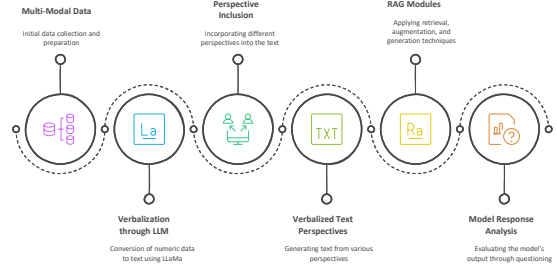 Multi-Modal Data
Initial data collection and
preparation
Perspective
Inclusion
Incorporating different
perspectives into the text
RAG Modules
Applying retrieval,
augmentation, and
generation techniques
La
TXT
Ra
Verbalization
through LLM
Conversion of numeric data
to text using LLaMa
Verbalized Text
Perspectives
Generating text from various
perspectives
Model Response
Analysis
Evaluating the model's
output through questioning
?